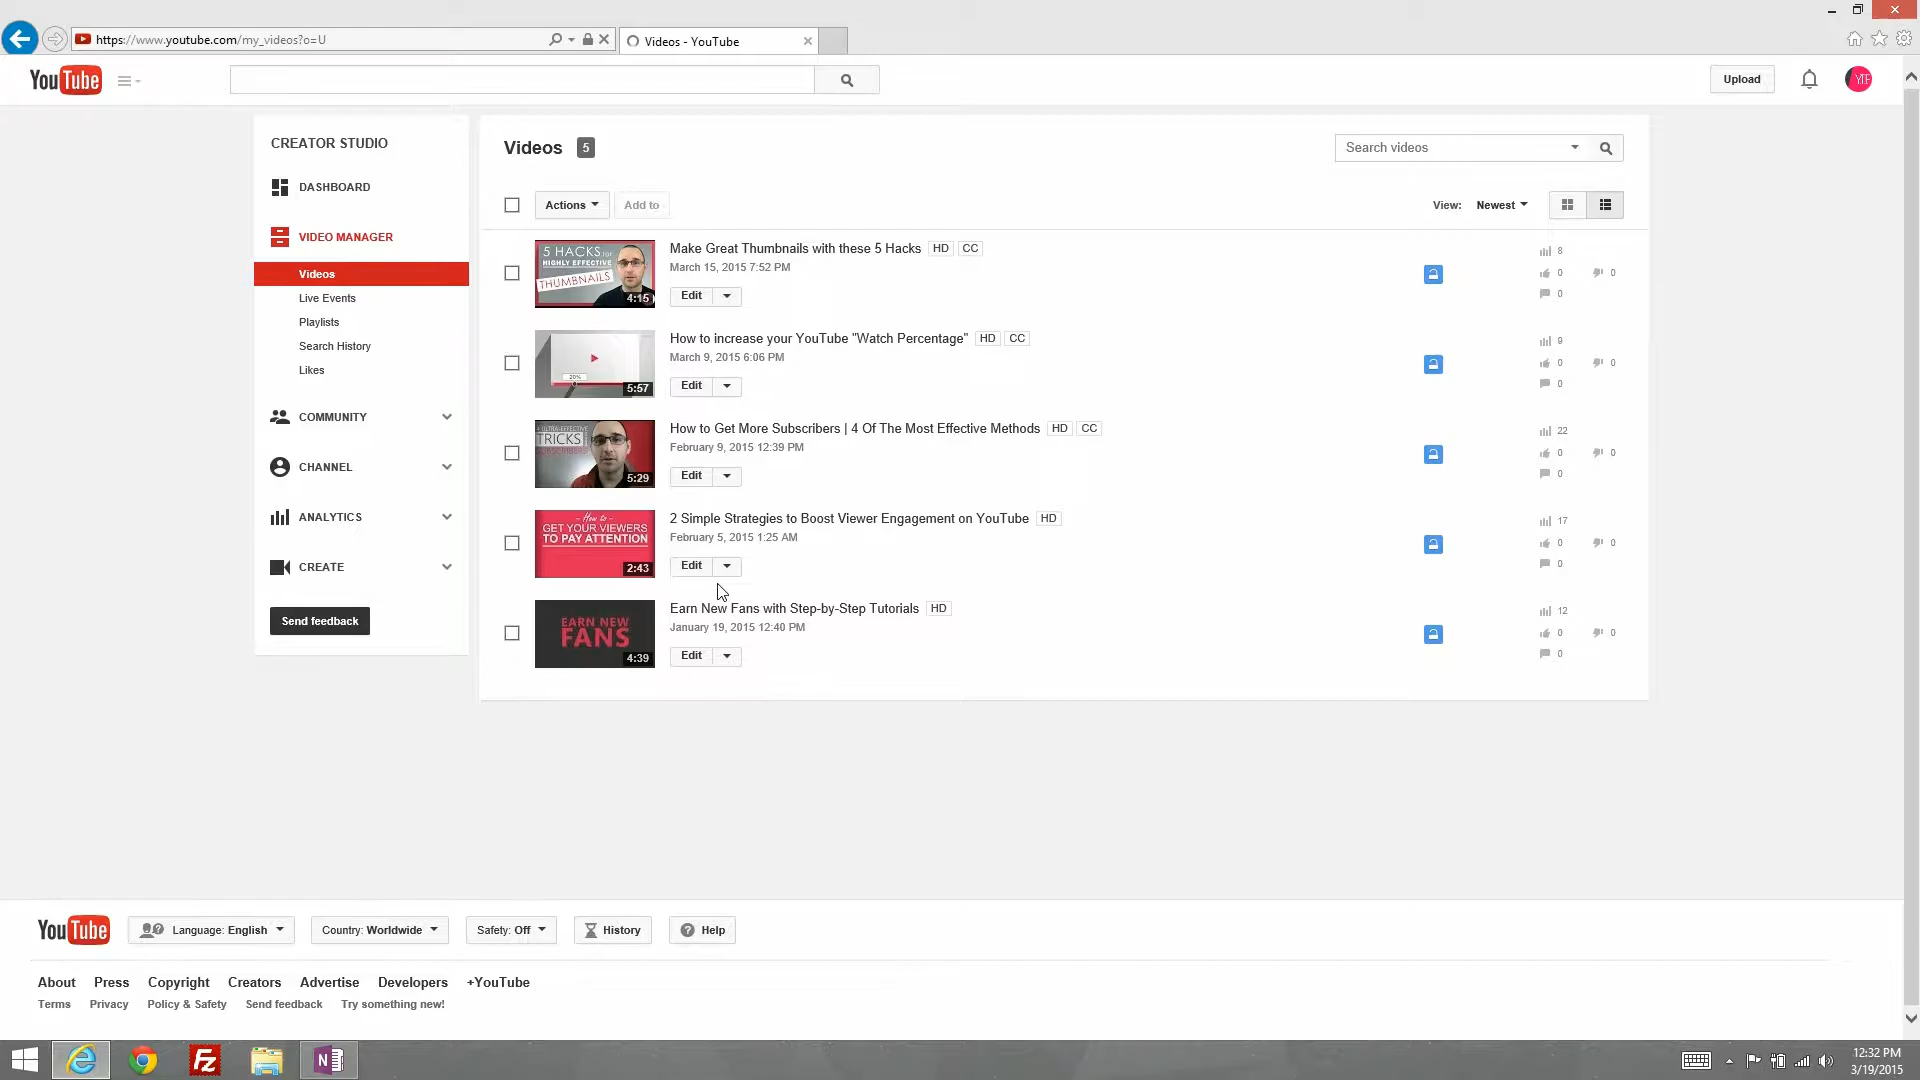 https://www.youtube.com/my_videos?o=U
Videos - YouTube
YouTube
Upload
YTF
CREATOR STUDIO
DASHBOARD
VIDEO MANAGER
Videos
Live Events
Playlists
Search History
Likes
COMMUNITY
CHANNEL
ANALYTICS
CREATE
Send feedback
Videos 5
Search videos
Actions
Add to
View: Newest
5 HACKS for
HIGHLY EFFECTIVE
THUMBNAILS
4:15
Make Great Thumbnails with these 5 Hacks HD CC
March 15, 2015 7:52 PM
Edit
8
0 0
0
20%
5:57
How to increase your YouTube "Watch Percentage" HD CC
March 9, 2015 6:06 PM
Edit
9
0 0
0
ULTRA-EFFECTIVE
TRICKS
SUBSCRIBERS
5:29
How to Get More Subscribers | 4 Of The Most Effective Methods HD CC
February 9, 2015 12:39 PM
Edit
22
0 0
0
- How to -
GET YOUR VIEWERS
TO PAY ATTENTION
2:43
2 Simple Strategies to Boost Viewer Engagement on YouTube HD
February 5, 2015 1:25 AM
Edit
17
0 0
0
EARN NEW
FANS
4:39
Earn New Fans with Step-by-Step Tutorials HD
January 19, 2015 12:40 PM
Edit
12
0 0
0
YouTube
Language: English
Country: Worldwide
Safety: Off
History
Help
About Press Copyright Creators Advertise Developers +YouTube
Terms Privacy Policy & Safety Send feedback Try something new!
12:32 PM
3/19/2015